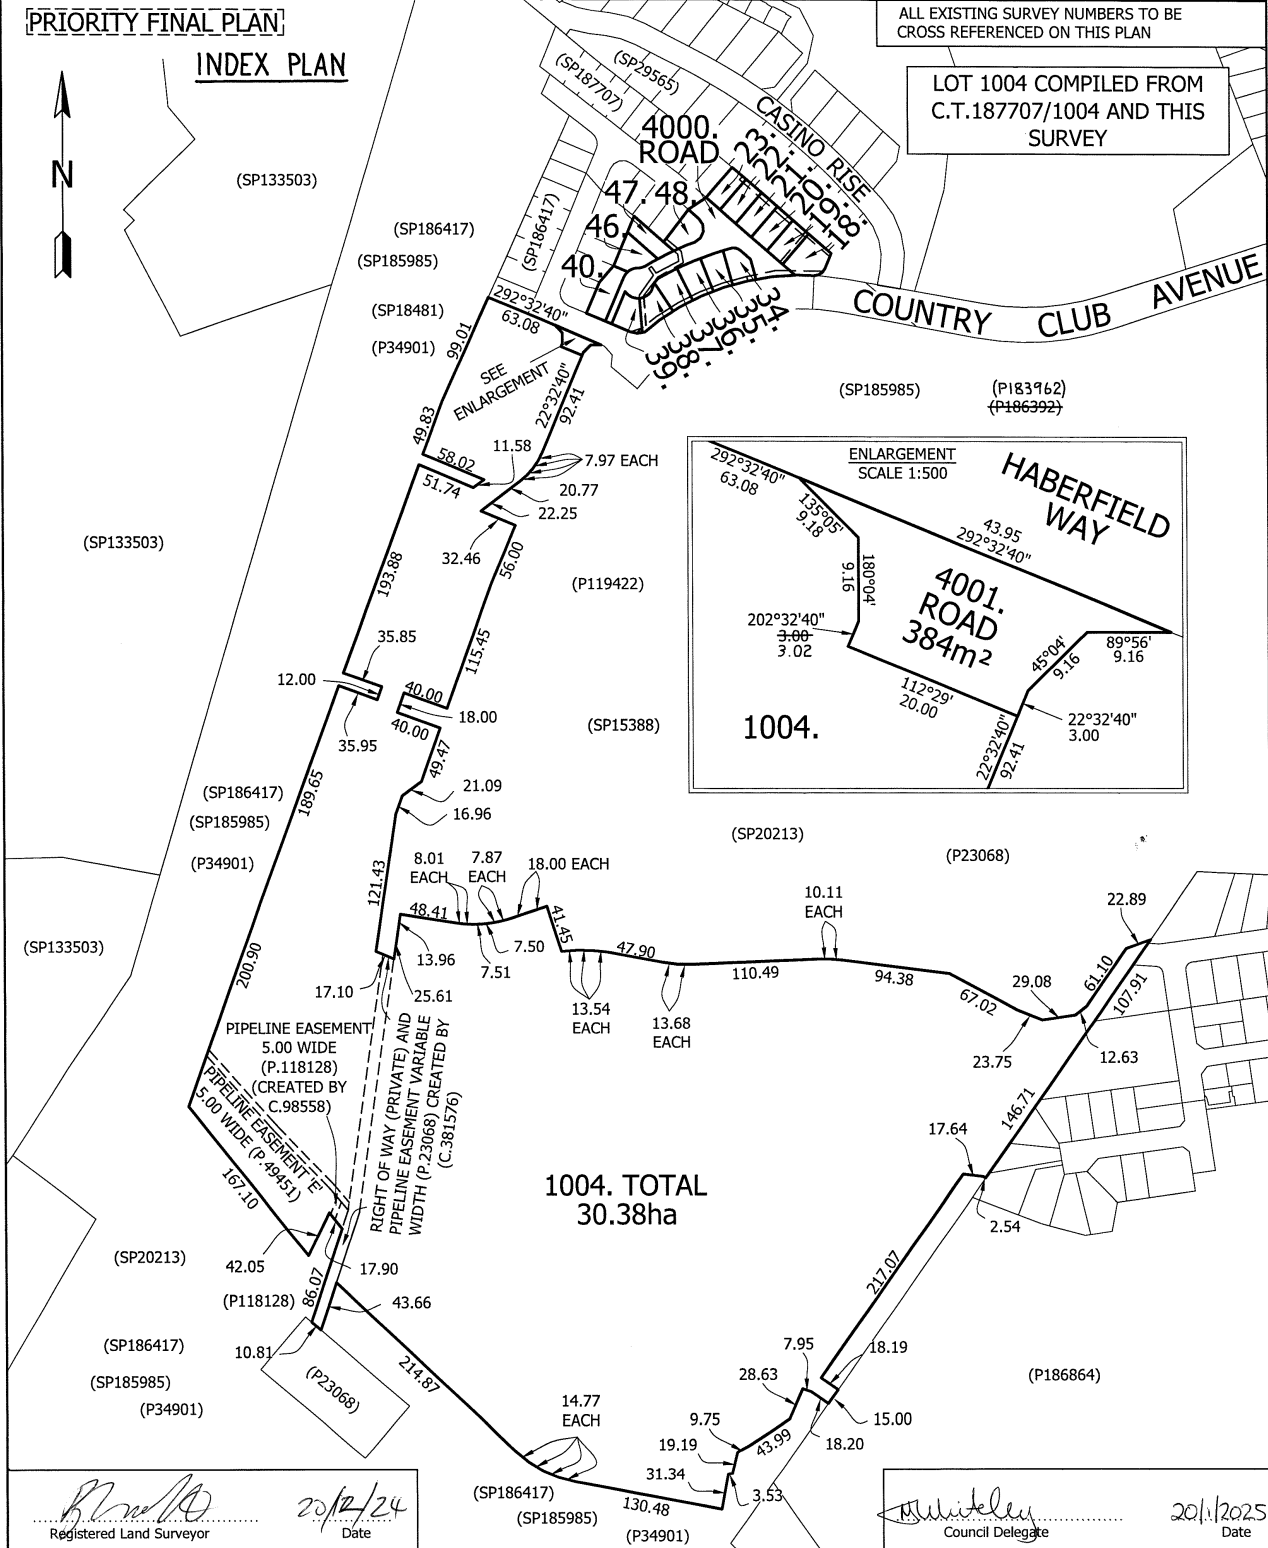 PRIORITY FINAL PLAN
INDEX PLAN
N
ALL EXISTING SURVEY NUMBERS TO BE
CROSS REFERENCED ON THIS PLAN
LOT 1004 COMPILED FROM
C.T.187707/1004 AND THIS
SURVEY
(SP29565)
(SP187707)
CASINO RISE
4000.
ROAD
23.
22.
21.
20.
19.
18.
47. 48.
46.
40.
(SP133503)
(SP186417)
(SP186417)
(SP185985)
(SP18481)
(P34901)
292°32'40"
63.08
99.01
SEE
ENLARGEMENT
22°32'40"
92.41
34.
35.
36.
37.
38.
39.
COUNTRY CLUB AVENUE
(SP185985)
(P183962)
(P186392)
49.83
58.02
51.74
11.58
7.97 EACH
20.77
22.25
32.46
56.00
(SP133503)
193.88
(P119422)
115.45
35.85
12.00
40.00
18.00
40.00
35.95
49.47
(SP15388)
ENLARGEMENT
SCALE 1:500
292°32'40"
63.08
HABERFIELD
WAY
135°05'
9.18
43.95
292°32'40"
9.16
180°04'
4001.
ROAD
384m²
202°32'40"
3.00
3.02
45°04'
9.16
89°56'
9.16
112°29'
20.00
22°32'40"
3.00
22°32'40"
92.41
1004.
189.65
21.09
16.96
(SP186417)
(SP185985)
(P34901)
(SP20213)
(P23068)
121.43
8.01
EACH
7.87
EACH
18.00 EACH
48.41
41.45
10.11
EACH
22.89
(SP133503)
200.90
13.96
7.51
7.50
47.90
110.49
94.38
61.10
107.91
17.10
25.61
13.54
EACH
13.68
EACH
67.02
29.08
23.75
12.63
PIPELINE EASEMENT
5.00 WIDE
(P.118128)
(CREATED BY
C.98558)
RIGHT OF WAY (PRIVATE) AND
PIPELINE EASEMENT VARIABLE
WIDTH (P.23068) CREATED BY
(C.381576)
PIPELINE EASEMENT 'E'
5.00 WIDE (P.49451)
146.71
17.64
167.10
1004. TOTAL
30.38ha
2.54
(SP20213)
42.05
17.90
217.07
(P118128)
86.07
43.66
(SP186417)
10.81
(SP185985)
(P34901)
(P23068)
214.87
7.95
18.19
28.63
(P186864)
14.77
EACH
9.75
15.00
43.99
18.20
19.19
31.34
3.53
(SP186417)
130.48
(SP185985)
(P34901)
20/12/24
Registered Land Surveyor
Date
20/1/2025
Council Delegate
Date